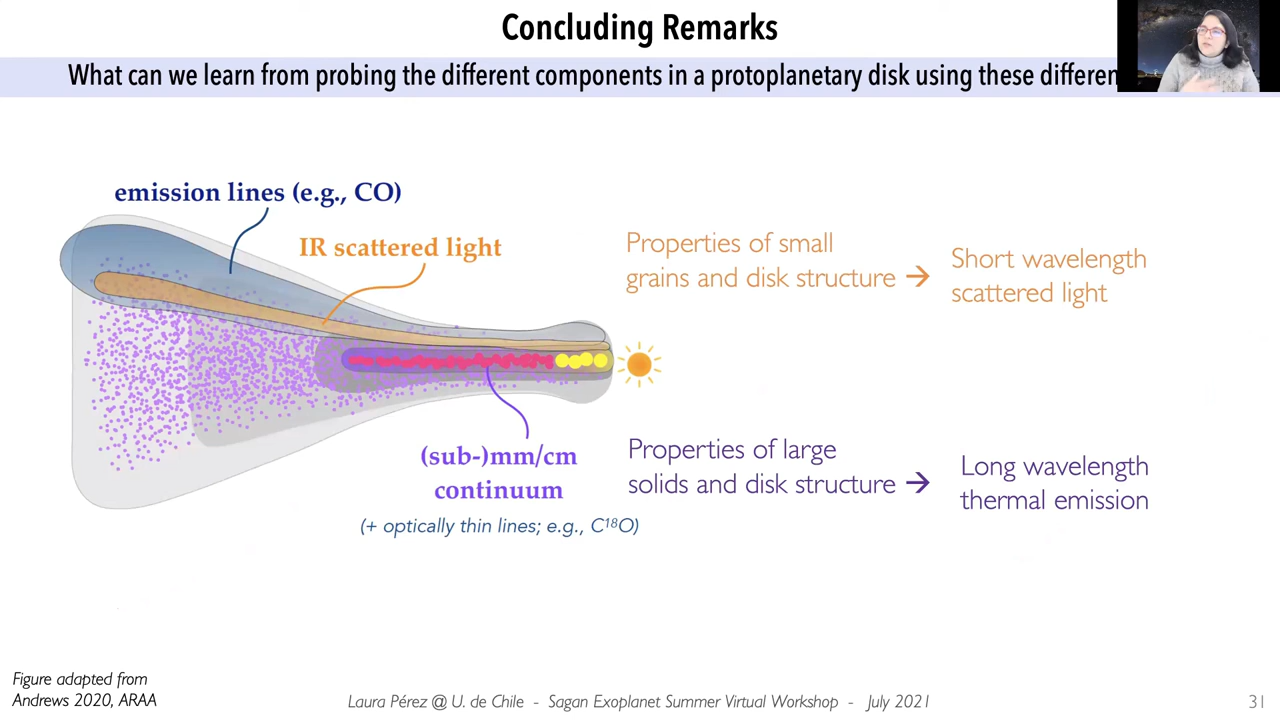 Concluding Remarks
What can we learn from probing the different components in a protoplanetary disk using these differen
emission lines (e.g., CO)
IR scattered light
Properties of small
grains and disk structure →
Short wavelength
scattered light
(sub-)mm/cm
continuum
(+ optically thin lines; e.g., C¹⁸O)
Properties of large
solids and disk structure →
Long wavelength
thermal emission
Figure adapted from
Andrews 2020, ARAA
Laura Pérez @ U. de Chile - Sagan Exoplanet Summer Virtual Workshop - July 2021
31